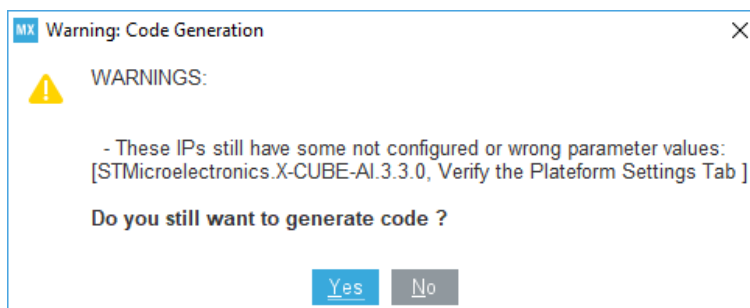 MX Warning: Code Generation
WARNINGS:
- These IPs still have some not configured or wrong parameter values:
[STMicroelectronics.X-CUBE-AI.3.3.0, Verify the Plateform Settings Tab ]
Do you still want to generate code ?
Yes No